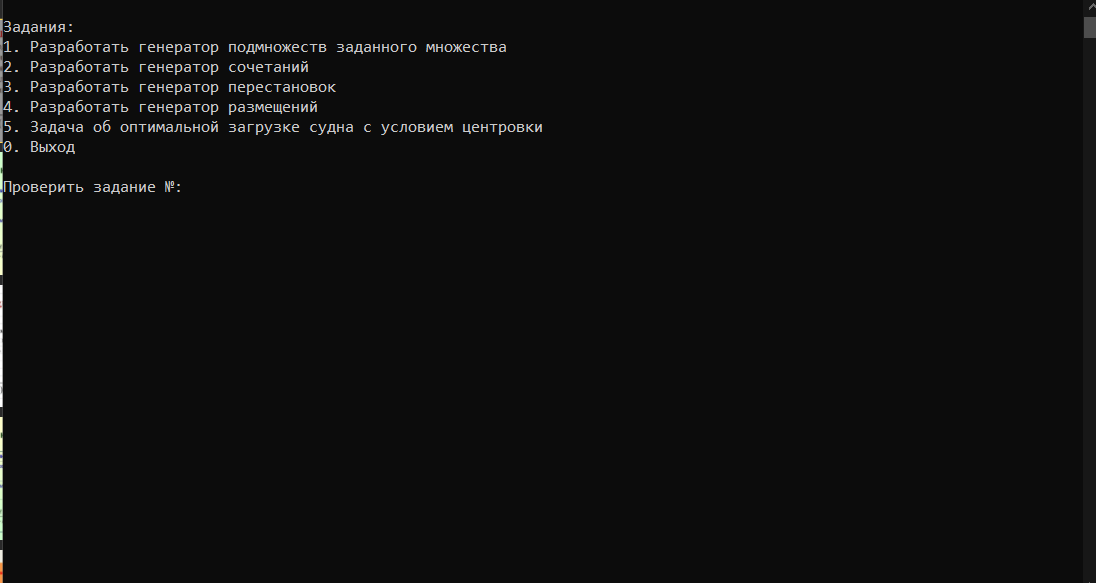 Задания:
1. Разработать генератор подмножеств заданного множества
2. Разработать генератор сочетаний
3. Разработать генератор перестановок
4. Разработать генератор размещений
5. Задача об оптимальной загрузке судна с условием центровки
0. Выход
Проверить задание №: